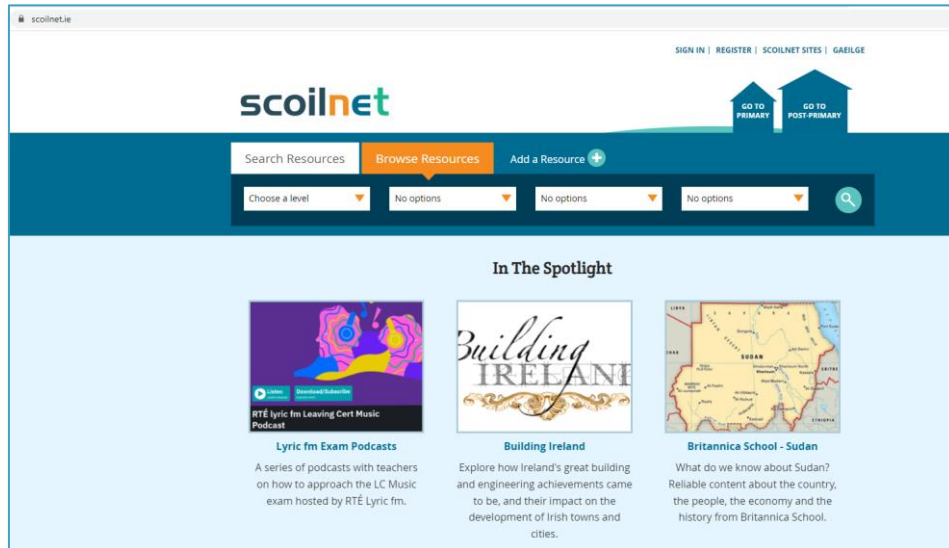 scoilnet.ie
SIGN IN | REGISTER | SCOILNET SITES | GAEILGE
scoilnet
GO TO
PRIMARY
GO TO
POST-PRIMARY
Search Resources
Browse Resources
Add a Resource
Choose a level
No options
No options
No options
In The Spotlight
Listen
Download/Subscribe
RTÉ lyric fm Leaving Cert Music
Podcast
Building
IRELAN
SUDAN
LIBYA
ETHIOPIA
Lyric fm Exam Podcasts
A series of podcasts with teachers
on how to approach the LC Music
exam hosted by RTÉ Lyric fm.
Building Ireland
Explore how Ireland's great building
and engineering achievements came
to be, and their impact on the
development of Irish towns and
cities.
Britannica School - Sudan
What do we know about Sudan?
Reliable content about the country,
the people, the economy and the
history from Britannica School.